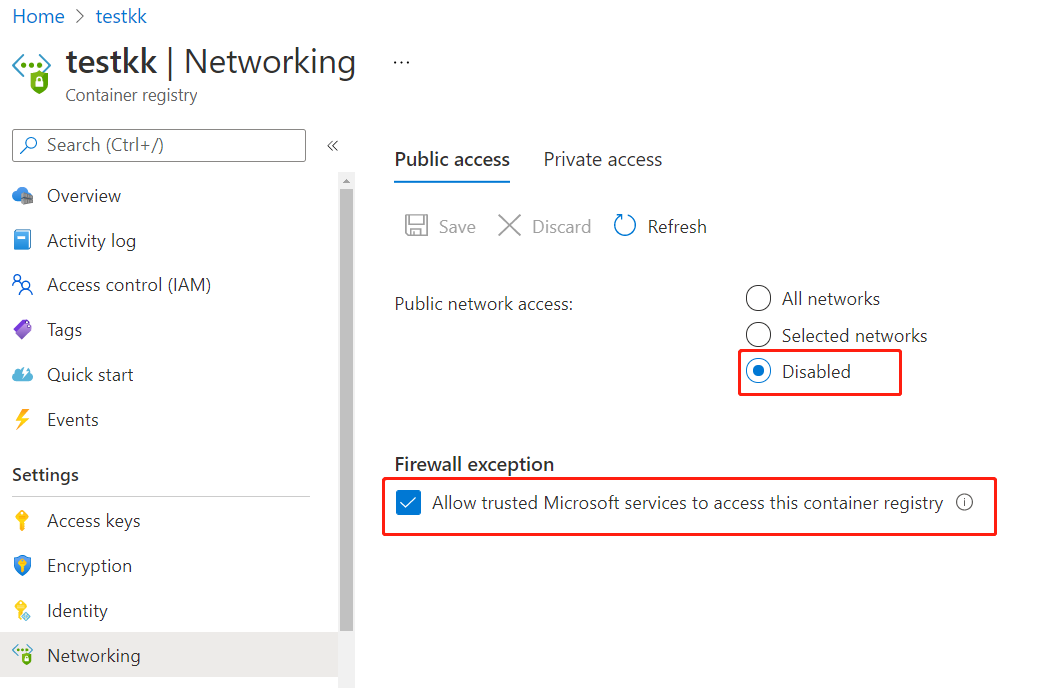 Home > testkk
testkk | Networking ...
Container registry
Search (Ctrl+/)
«
Overview
Activity log
Access control (IAM)
Tags
Quick start
Events
Settings
Access keys
Encryption
Identity
Networking
Public access Private access
Save Discard Refresh
Public network access:
All networks
Selected networks
Disabled
Firewall exception
Allow trusted Microsoft services to access this container registry